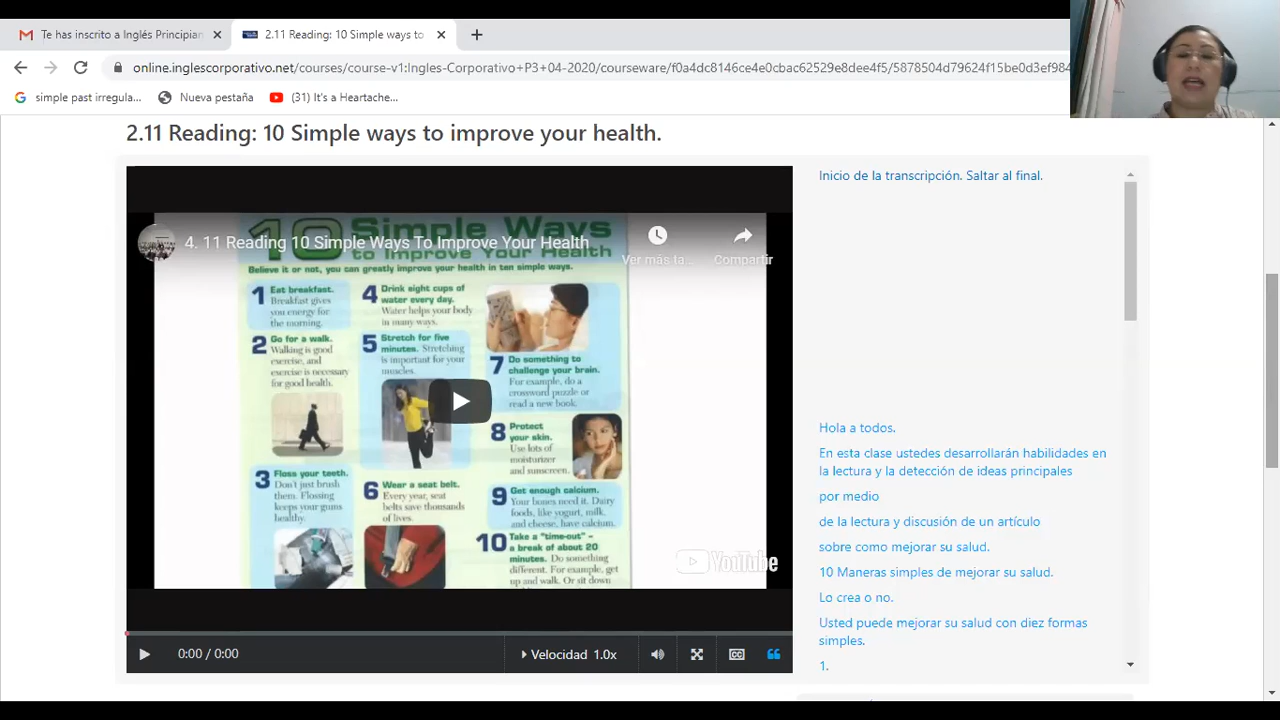 Te has inscrito a Inglés Principian
2.11 Reading: 10 Simple ways to
online.inglescorporativo.net/courses/course-v1:Ingles-Corporativo+P3+04-2020/courseware/f0a4dc8146ce4e0cbac62529e8dee4f5/5878504d79624f15be0d3ef984
simple past irregula...
Nueva pestaña
(31) It's a Heartache...
2.11 Reading: 10 Simple ways to improve your health.
10 Simple Ways
to Improve Your Health
4. 11 Reading 10 Simple Ways To Improve Your Health
Ver más ta...
Compartir
Believe it or not, you can greatly improve your health in ten simple ways.
1 Eat breakfast.
Breakfast gives
you energy for
the morning.
2 Go for a walk.
Walking is good
exercise, and
exercise is necessary
for good health.
3 Floss your teeth.
Don't just brush
them. Flossing
keeps your gums
healthy.
4 Drink eight cups of
water every day.
Water helps your body
in many ways.
5 Stretch for five
minutes. Stretching
is important for your
muscles.
6 Wear a seat belt.
Every year, seat
belts save thousands
of lives.
7 Do something to
challenge your brain.
For example, do a
crossword puzzle or
read a new book.
8 Protect
your skin.
Use lots of
moisturizer
and sunscreen.
9 Get enough calcium.
Your bones need it. Dairy
foods, like yogurt, milk,
and cheese, have calcium.
10 Take a "time-out" –
a break of about 20
minutes. Do something
different. For example, get
up and walk. Or sit down
YouTube
0:00 / 0:00
Velocidad 1.0x
Inicio de la transcripción. Saltar al final.
Hola a todos.
En esta clase ustedes desarrollarán habilidades en
la lectura y la detección de ideas principales
por medio
de la lectura y discusión de un artículo
sobre como mejorar su salud.
10 Maneras simples de mejorar su salud.
Lo crea o no.
Usted puede mejorar su salud con diez formas
simples.
1.